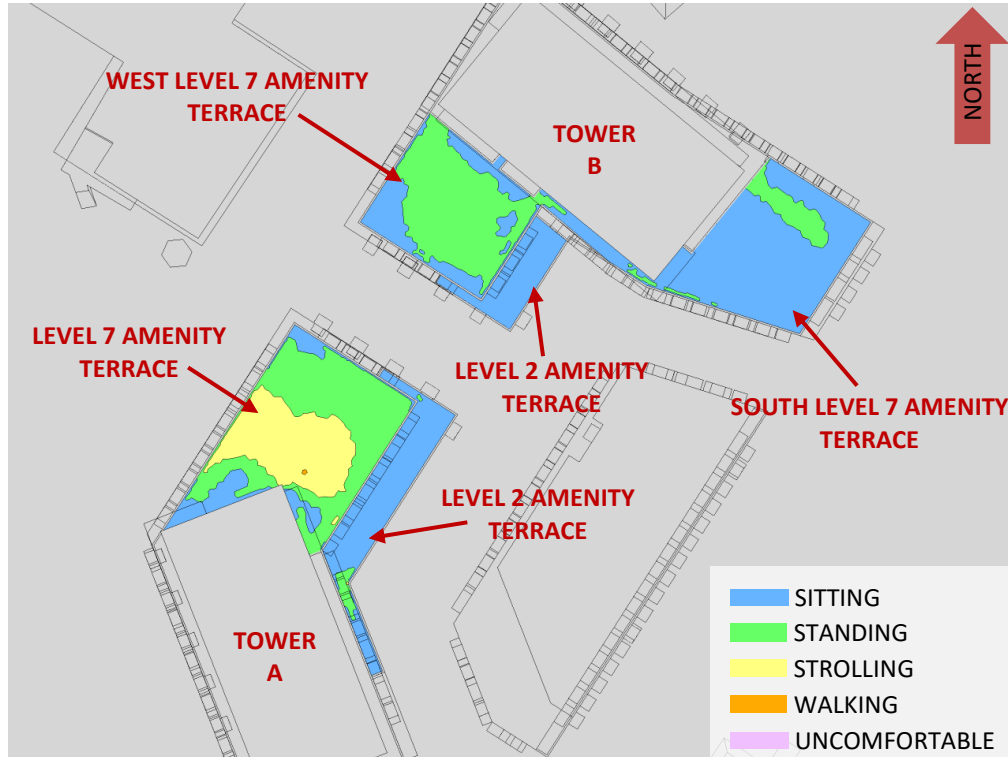 NORTH
WEST LEVEL 7 AMENITY
TERRACE
TOWER
B
LEVEL 7 AMENITY
TERRACE
LEVEL 2 AMENITY
TERRACE
SOUTH LEVEL 7 AMENITY
TERRACE
LEVEL 2 AMENITY
TERRACE
TOWER
A
SITTING
STANDING
STROLLING
WALKING
UNCOMFORTABLE